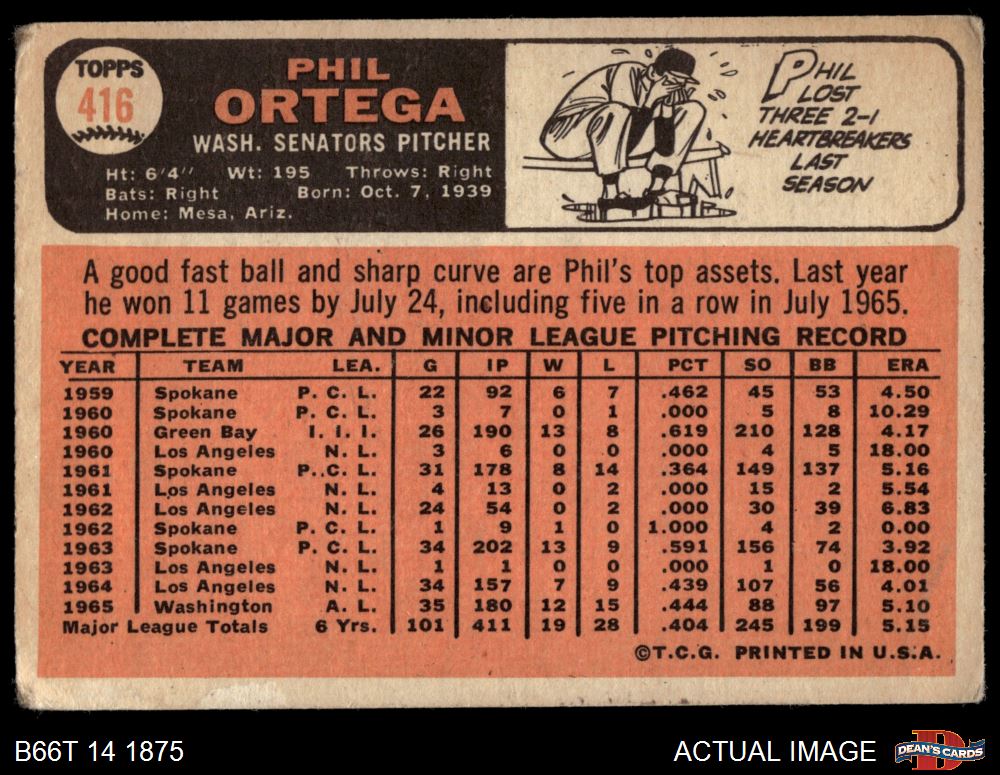 TOPPS
416
PHIL
ORTEGA
WASH. SENATORS PITCHER
Ht: 6'4" Wt: 195 Throws: Right
Bats: Right Born: Oct. 7, 1939
Home: Mesa, Ariz.
PHIL
LOST
THREE 2-1
HEARTBREAKERS
LAST
SEASON
A good fast ball and sharp curve are Phil's top assets. Last year
he won 11 games by July 24, including five in a row in July 1965.
COMPLETE MAJOR AND MINOR LEAGUE PITCHING RECORD
YEAR TEAM LEA. G IP W L PCT SO BB ERA
1959 Spokane P. C. L. 22 92 6 7 .462 45 53 4.50
1960 Spokane P. C. L. 3 7 0 1 .000 5 8 10.29
1960 Green Bay I. I. I. 26 190 13 8 .619 210 128 4.17
1960 Los Angeles N. L. 3 6 0 0 .000 4 5 18.00
1961 Spokane P..C. L. 31 178 8 14 .364 149 137 5.16
1961 Los Angeles N. L. 4 13 0 2 .000 15 2 5.54
1962 Los Angeles N. L. 24 54 0 2 .000 30 39 6.83
1962 Spokane P. C. L. 1 9 1 0 1.000 4 2 0.00
1963 Spokane P. C. L. 34 202 13 9 .591 156 74 3.92
1963 Los Angeles N. L. 1 1 0 0 .000 1 0 18.00
1964 Los Angeles N. L. 34 157 7 9 .439 107 56 4.01
1965 Washington A. L. 35 180 12 15 .444 88 97 5.10
Major League Totals 6 Yrs. 101 411 19 28 .404 245 199 5.15
©T.C.G. PRINTED IN U.S.A.
B66T 14 1875
ACTUAL IMAGE
D
DEAN'S CARDS